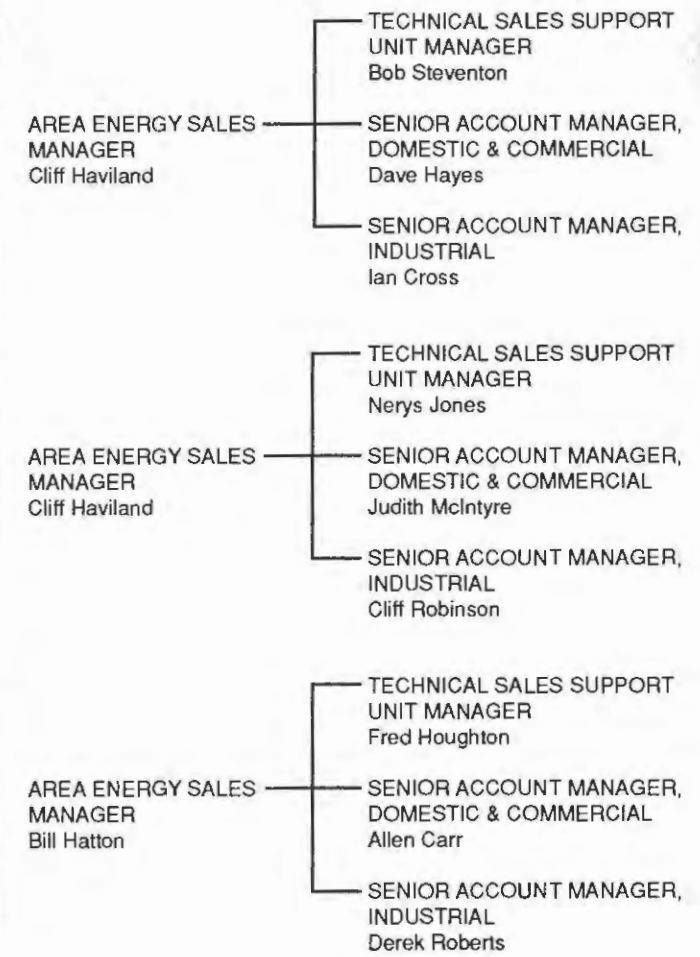 TECHNICAL SALES SUPPORT
UNIT MANAGER
Bob Steventon
AREA ENERGY SALES
MANAGER
Cliff Haviland
SENIOR ACCOUNT MANAGER,
DOMESTIC & COMMERCIAL
Dave Hayes
SENIOR ACCOUNT MANAGER,
INDUSTRIAL
Ian Cross
TECHNICAL SALES SUPPORT
UNIT MANAGER
Nerys Jones
AREA ENERGY SALES
MANAGER
Cliff Haviland
SENIOR ACCOUNT MANAGER,
DOMESTIC & COMMERCIAL
Judith McIntyre
SENIOR ACCOUNT MANAGER,
INDUSTRIAL
Cliff Robinson
TECHNICAL SALES SUPPORT
UNIT MANAGER
Fred Houghton
AREA ENERGY SALES
MANAGER
Bill Hatton
SENIOR ACCOUNT MANAGER,
DOMESTIC & COMMERCIAL
Allen Carr
SENIOR ACCOUNT MANAGER,
INDUSTRIAL
Derek Roberts